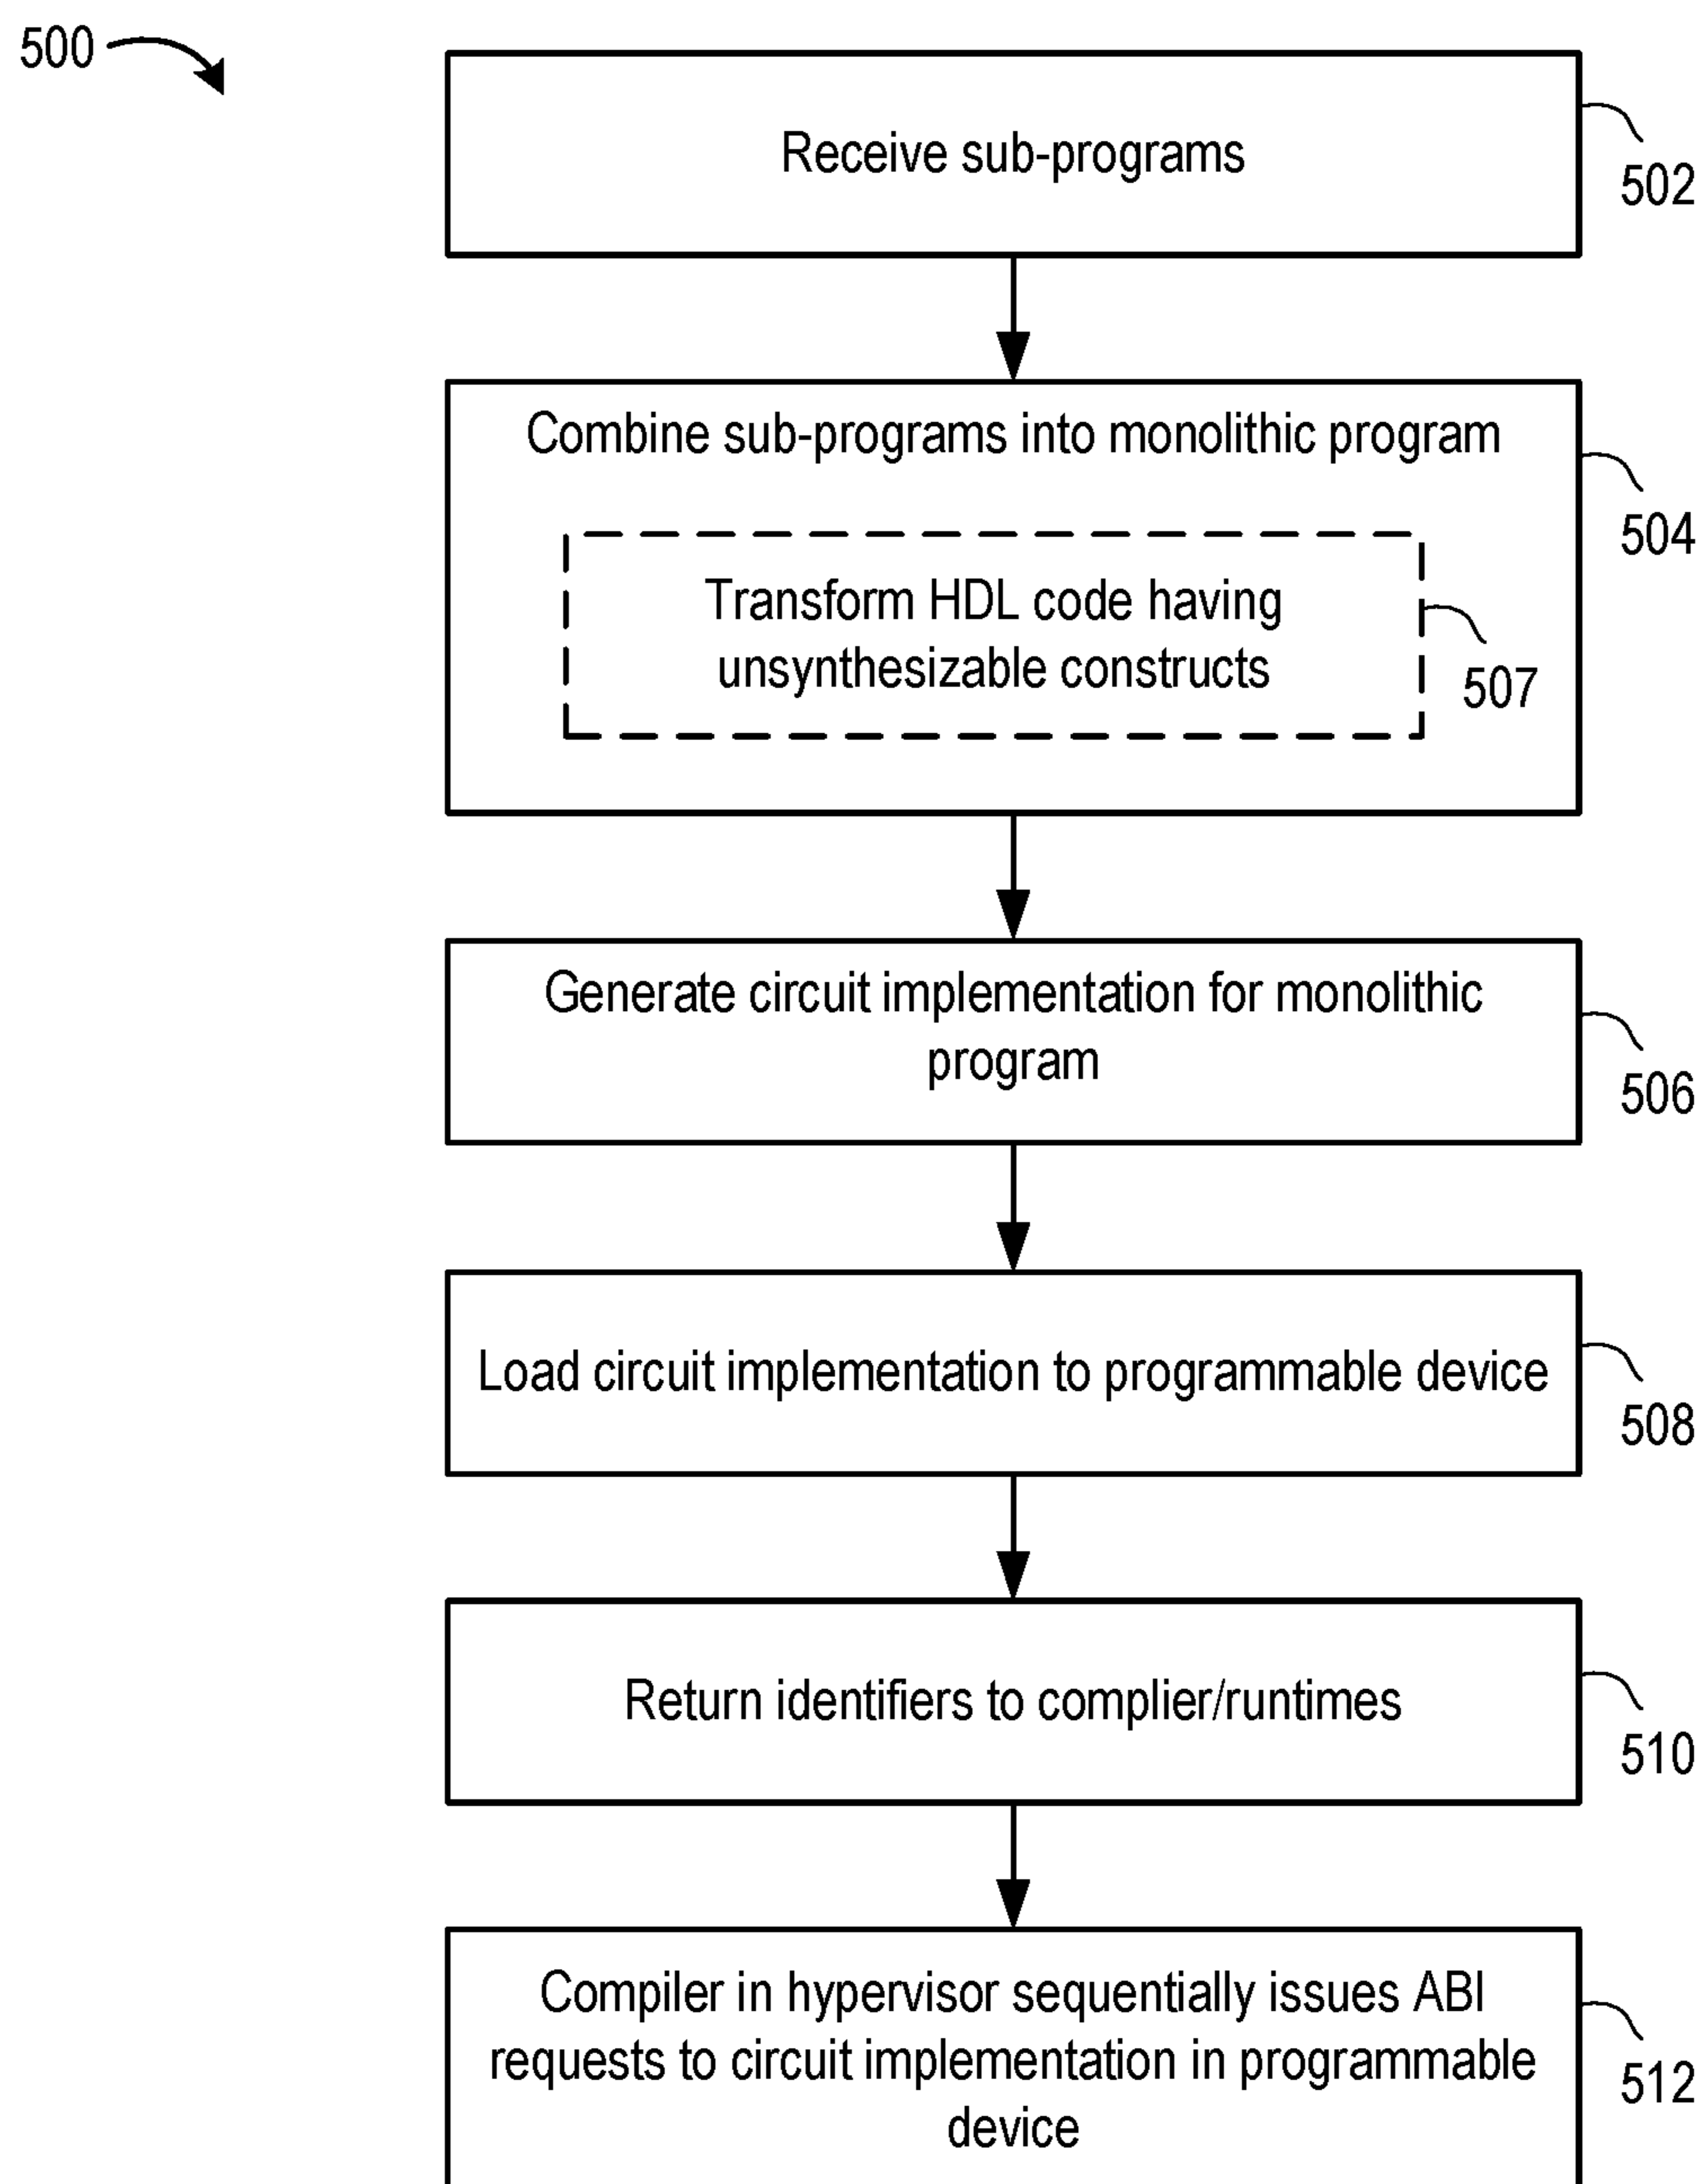 500
Receive sub-programs
502
Combine sub-programs into monolithic program
504
Transform HDL code having
unsynthesizable constructs
507
Generate circuit implementation for monolithic
program
506
Load circuit implementation to programmable device
508
Return identifiers to complier/runtimes
510
Compiler in hypervisor sequentially issues ABI
requests to circuit implementation in programmable
device
512